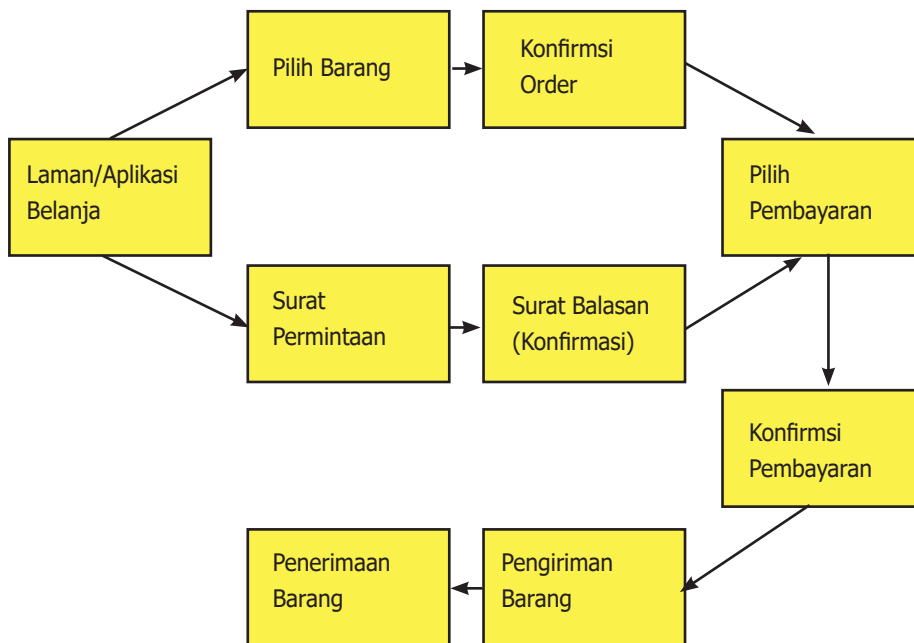 Pilih Barang
Konfirmsi
Order
Laman/Aplikasi
Belanja
Pilih
Pembayaran
Surat
Permintaan
Surat Balasan
(Konfirmasi)
Konfirmsi
Pembayaran
Penerimaan
Barang
Pengiriman
Barang